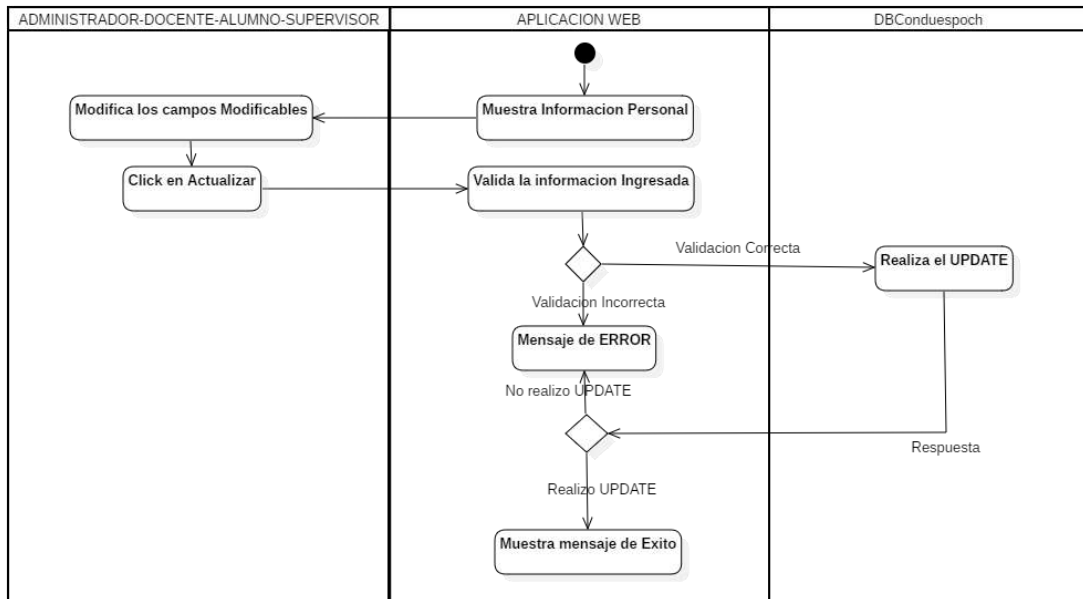 ADMINISTRADOR-DOCENTE-ALUMNO-SUPERVISOR
APLICACION WEB
DBConduespoch
Modifica los campos Modificables
Muestra Informacion Personal
Click en Actualizar
Valida la informacion Ingresada
Validacion Correcta
Realiza el UPDATE
Validacion Incorrecta
Mensaje de ERROR
No realizo UPDATE
Respuesta
Realizo UPDATE
Muestra mensaje de Exito